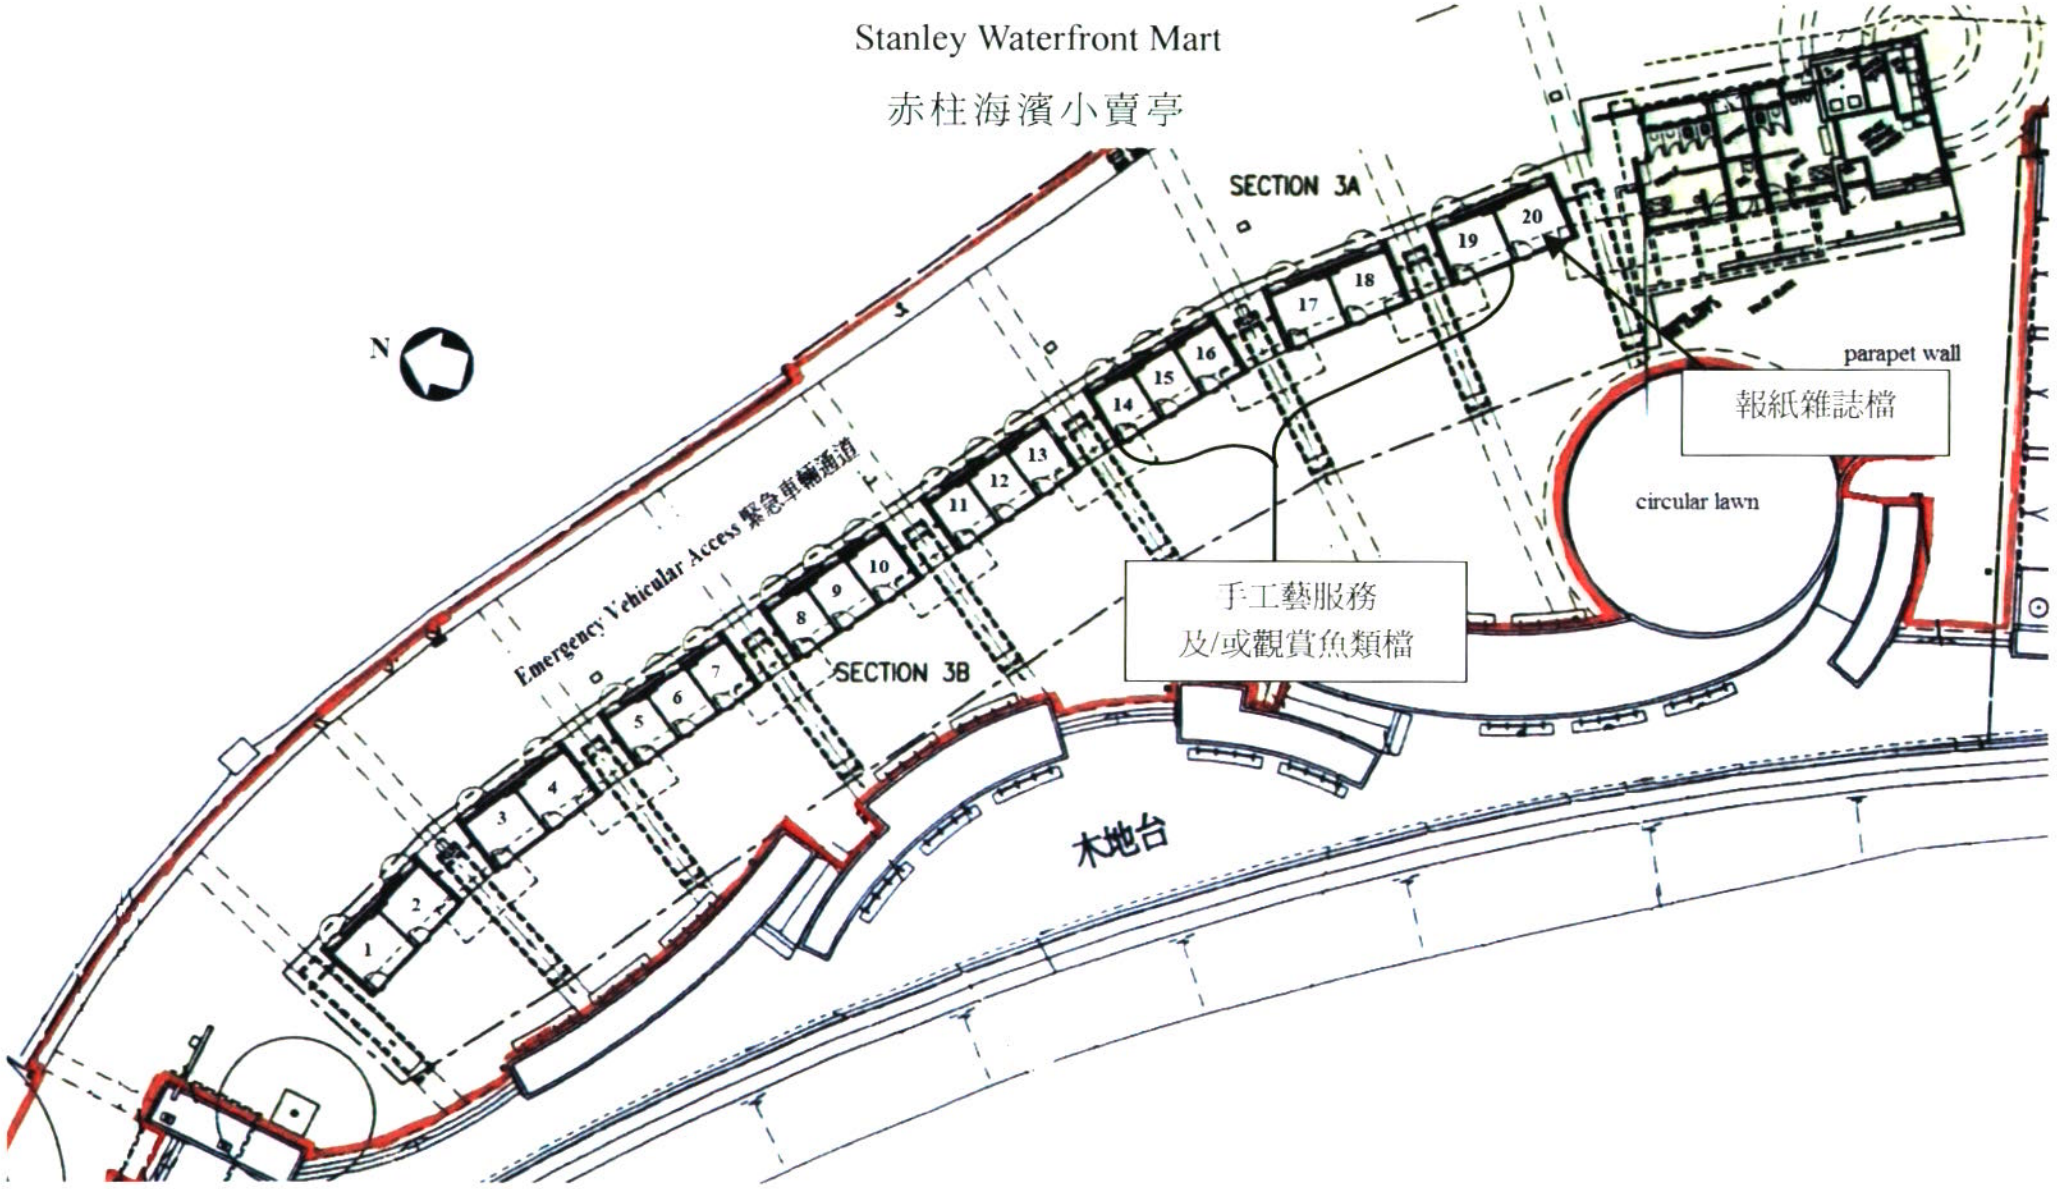 Stanley Waterfront Mart
赤柱海濱小賣亭
SECTION 3A
N
20
19
18
17
16
15
14
13
12
11
10
9
8
7
6
5
4
3
2
1
parapet wall
報紙雜誌檔
circular lawn
Emergency Vehicular Access 緊急車輛通道
手工藝服務
及/或觀賞魚類檔
SECTION 3B
木地台